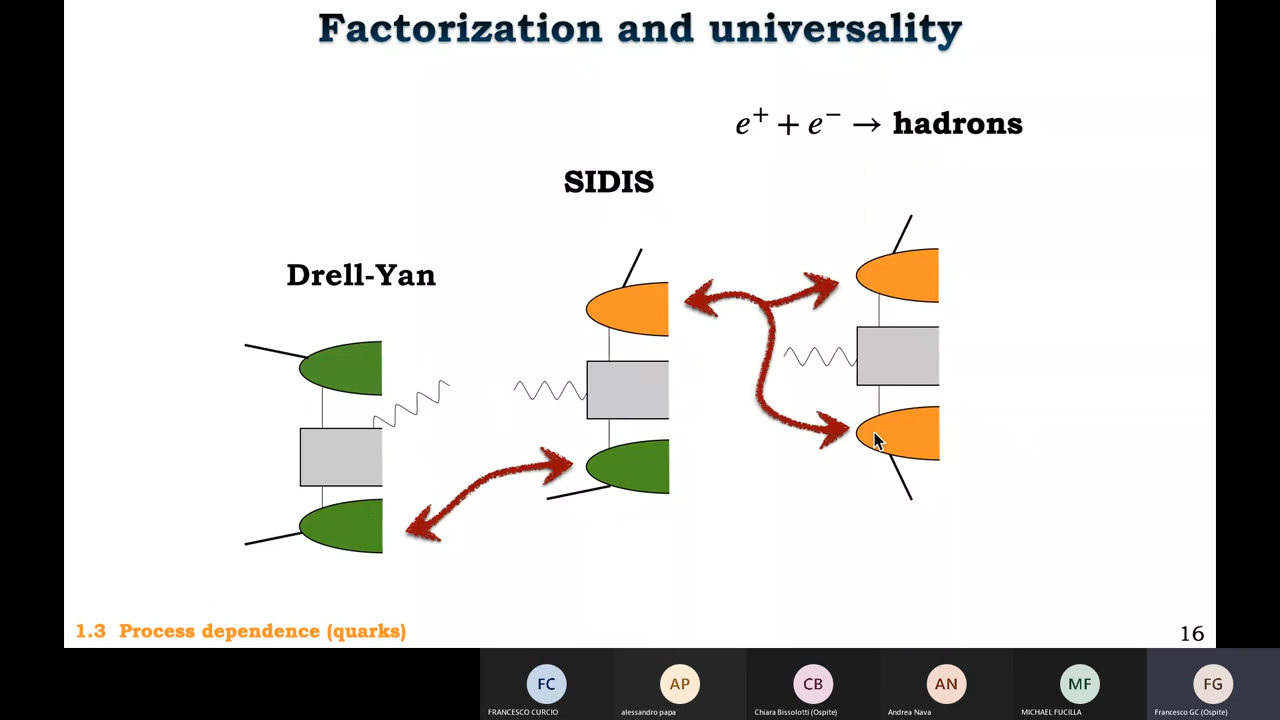 Factorization and universality
e⁺ + e⁻ → hadrons
SIDIS
Drell-Yan
1.3 Process dependence (quarks)
16
FC
AP
CB
AN
MF
FG
FRANCESCO CURCIO
alessandro papa
Chiara Bissolotti (Ospite)
Andrea Nava
MICHAEL FUCILLA
Francesco GC (Ospite)